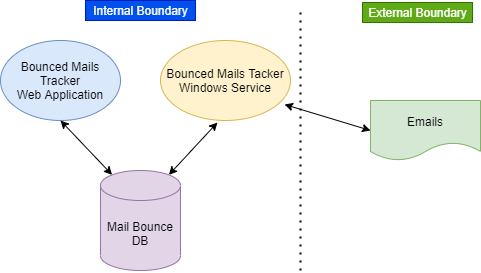 Internal Boundary
External Boundary
Bounced Mails
Tracker
Web Application
Bounced Mails Tacker
Windows Service
Emails
Mail Bounce
DB